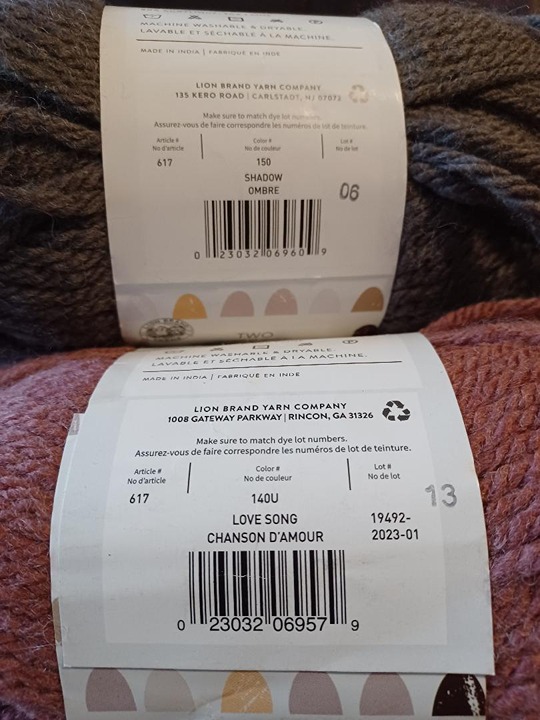 MACHINE WASHABLE & DRYABLE.
LAVABLE ET SÉCHABLE À LA MACHINE.
MADE IN INDIA | FABRIQUÉ EN INDE
LION BRAND YARN COMPANY
135 KERO ROAD | CARLSTADT, NJ 07072
Make sure to match dye lot numbers.
Assurez-vous de faire correspondre les numéros de lot de teinture.
Article # Color # Lot #
No d'article No de couleur No de lot
617 150
SHADOW
OMBRE
06
0 23032 06960 9
TWO
MACHINE WASHABLE & DRYABLE.
LAVABLE ET SÉCHABLE À LA MACHINE.
MADE IN INDIA | FABRIQUÉ EN INDE
LION BRAND YARN COMPANY
1008 GATEWAY PARKWAY | RINCON, GA 31326
Make sure to match dye lot numbers.
Assurez-vous de faire correspondre les numéros de lot de teinture.
Article # Color # Lot #
No d'article No de couleur No de lot
617 140U 13
LOVE SONG 19492-
CHANSON D'AMOUR 2023-01
0 23032 06957 9